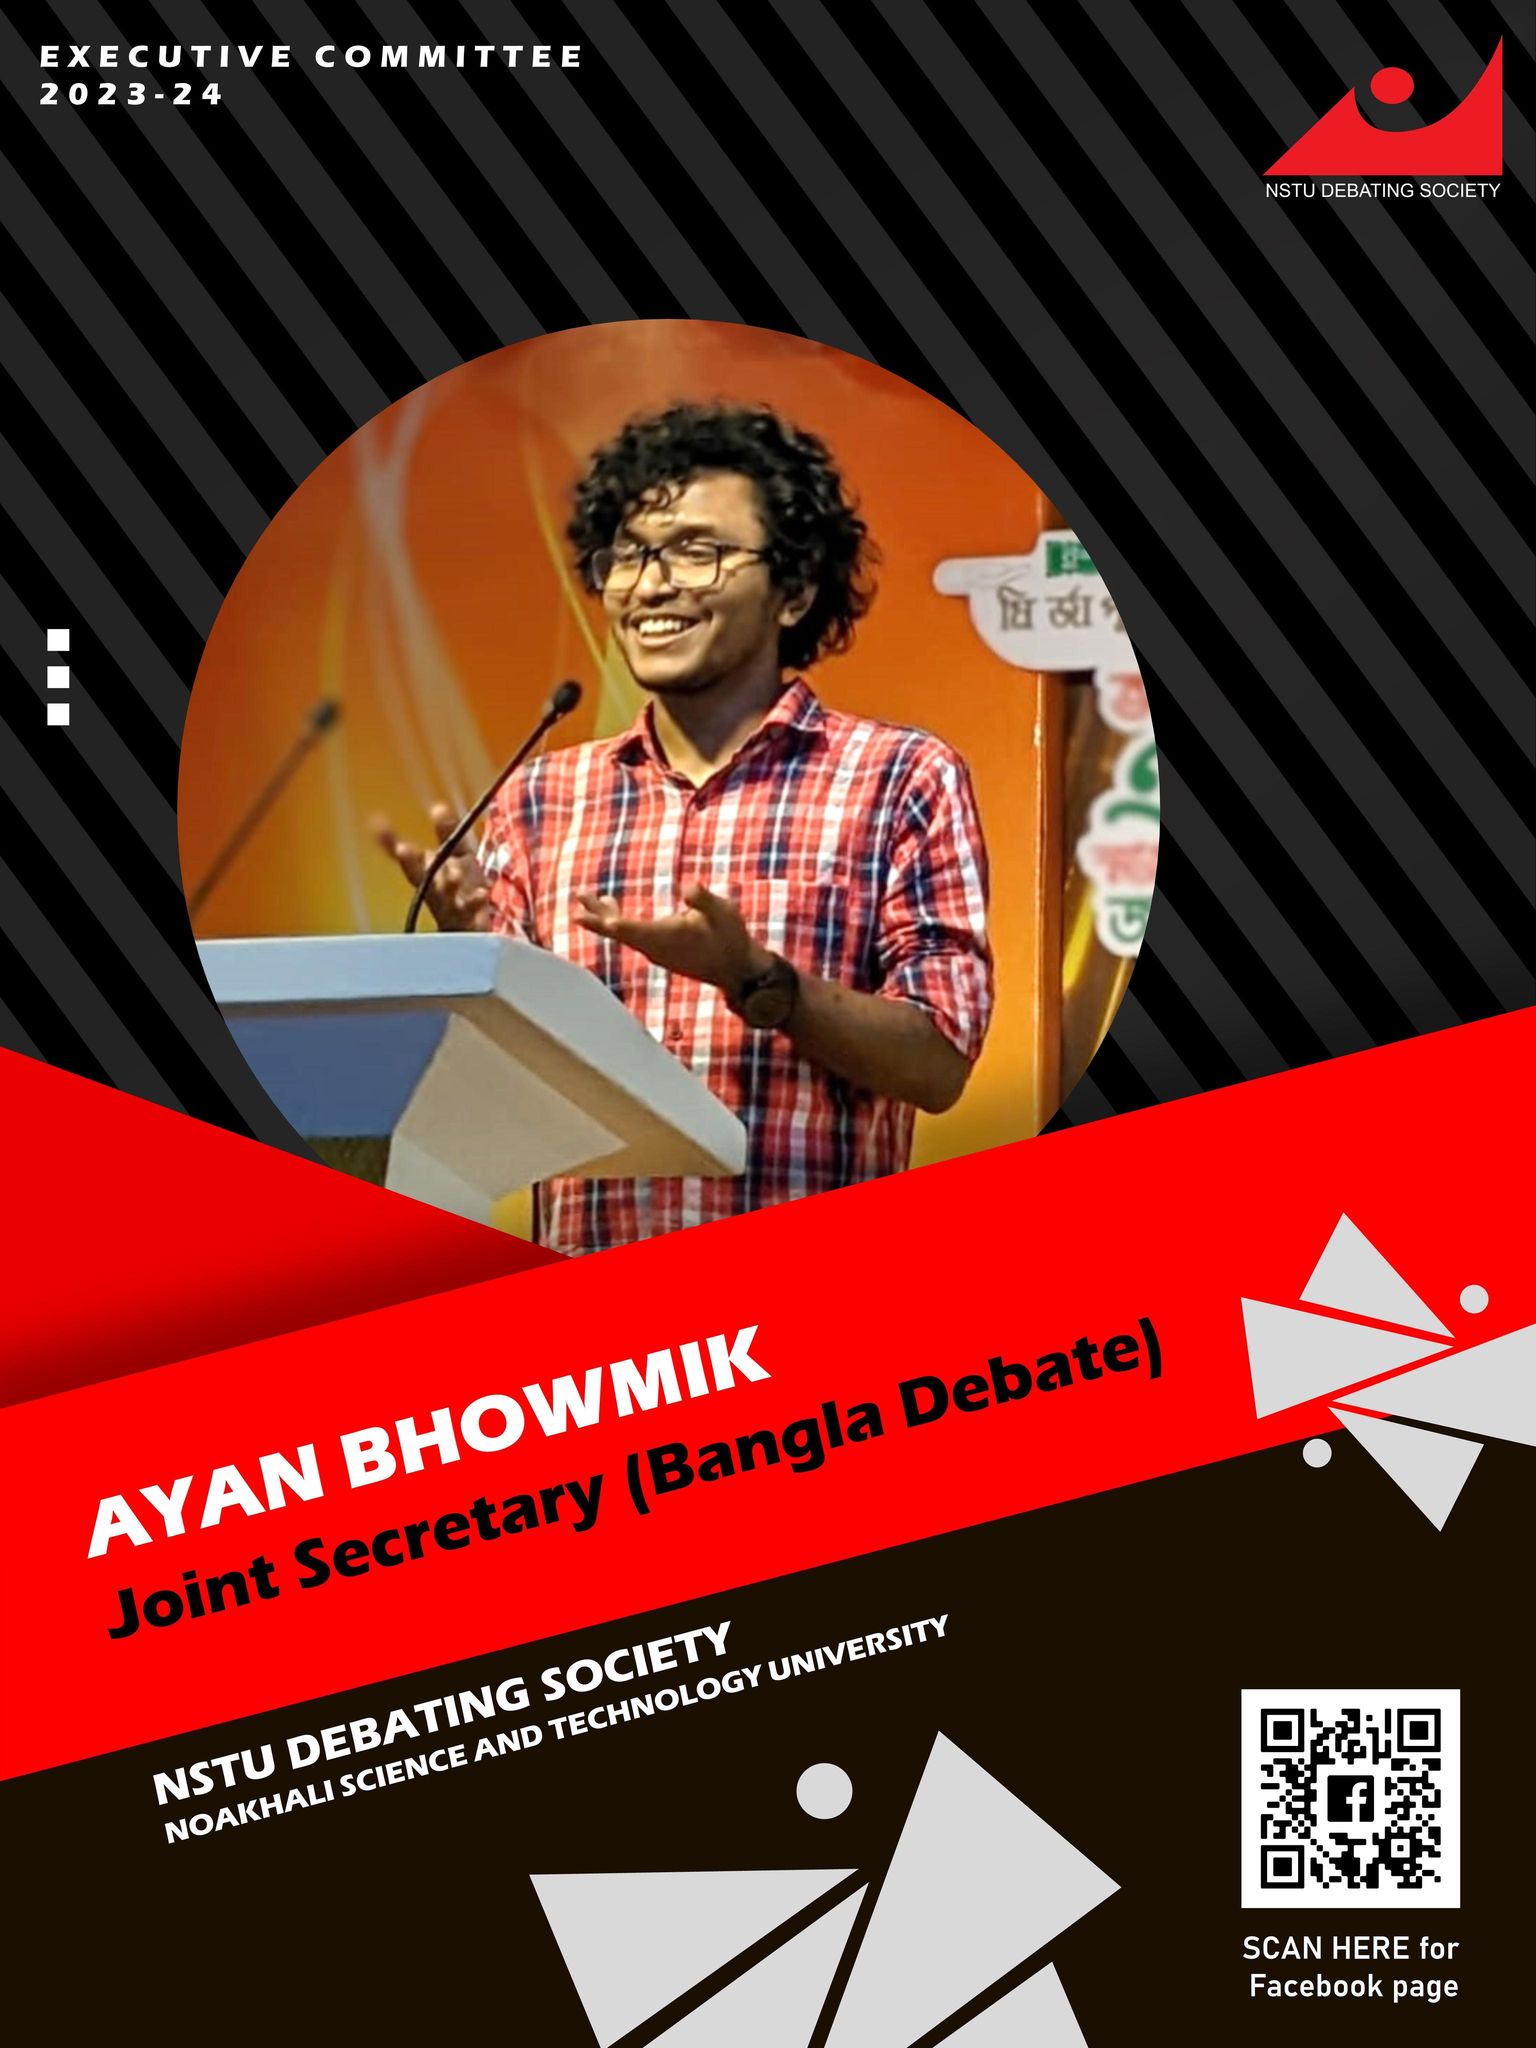 EXECUTIVE COMMITTEE
2023-24
NSTU DEBATING SOCIETY
AYAN BHOWMIK
Joint Secretary (Bangla Debate)
NSTU DEBATING SOCIETY
NOAKHALI SCIENCE AND TECHNOLOGY UNIVERSITY
SCAN HERE for
Facebook page